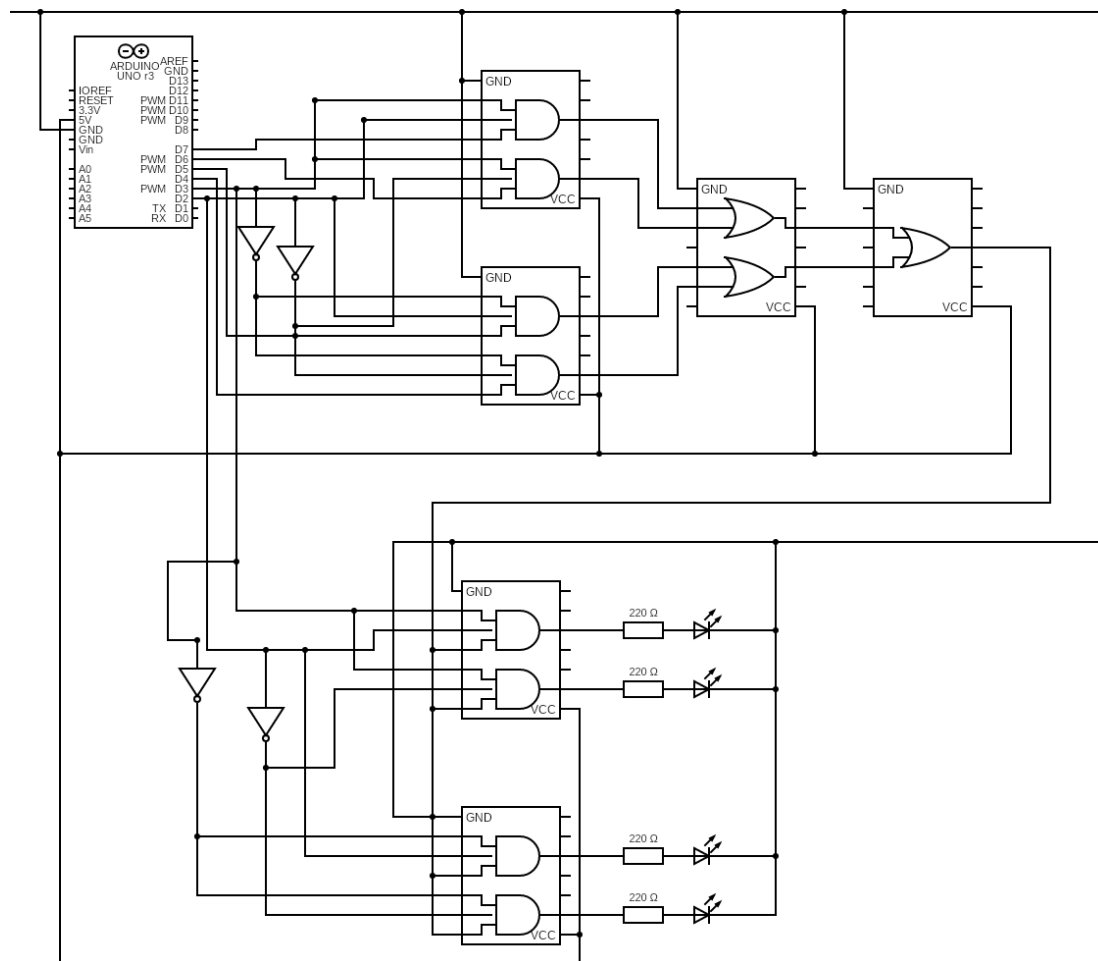 ARDUINO
UNO r3
AREF
GND
D13
IOREF
D12
RESET
PWM D11
3.3V
PWM D10
5V
PWM D9
GND
D8
GND
Vin
D7
PWM D6
A0
PWM D5
A1
D4
A2
PWM D3
A3
D2
A4
TX D1
A5
RX D0
GND
VCC
GND
VCC
GND
VCC
GND
VCC
GND
VCC
220 Ω
220 Ω
GND
VCC
220 Ω
220 Ω